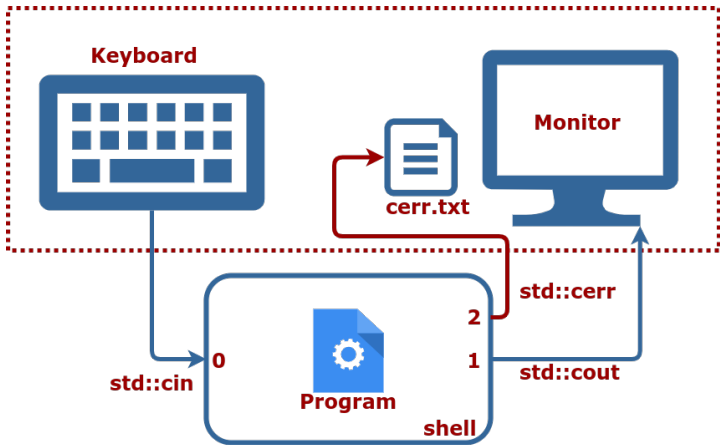 Keyboard
Monitor
cerr.txt
std::cerr
2
0
1
std::cin
std::cout
Program
shell